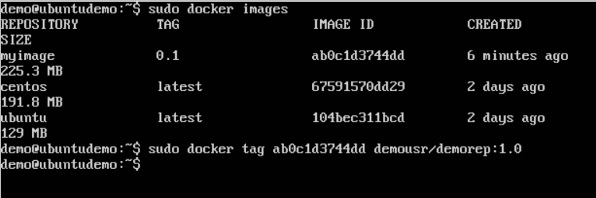 demo@ubuntudemo:~$ sudo docker images
REPOSITORY TAG IMAGE ID CREATED
SIZE
myimage 0.1 ab0c1d3744dd 6 minutes ago
225.3 MB
centos latest 67591570dd29 2 days ago
191.8 MB
ubuntu latest 104bec311bcd 2 days ago
129 MB
demo@ubuntudemo:~$ sudo docker tag ab0c1d3744dd demousr/demorep:1.0
demo@ubuntudemo:~$